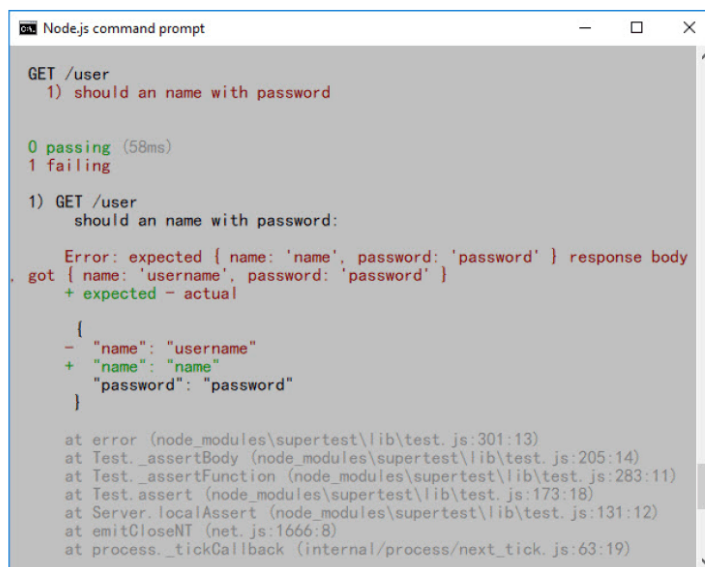 Node.js command prompt
GET /user
1) should an name with password
0 passing (58ms)
1 failing
1) GET /user
should an name with password:
Error: expected { name: 'name', password: 'password' } response body
, got { name: 'username', password: 'password' }
+ expected - actual
{
- "name": "username"
+ "name": "name"
"password": "password"
}
at error (node_modules\supertest\lib\test.js:301:13)
at Test._assertBody (node_modules\supertest\lib\test.js:205:14)
at Test._assertFunction (node_modules\supertest\lib\test.js:283:11)
at Test.assert (node_modules\supertest\lib\test.js:173:18)
at Server.localAssert (node_modules\supertest\lib\test.js:131:12)
at emitCloseNT (net.js:1666:8)
at process._tickCallback (internal/process/next_tick.js:63:19)